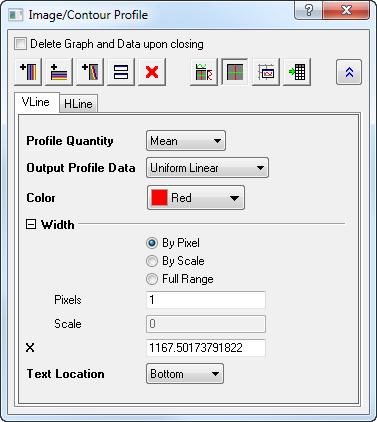 Image/Contour Profile
Delete Graph and Data upon closing
VLine HLine
Profile Quantity Mean
Output Profile Data Uniform Linear
Color Red
Width
By Pixel
By Scale
Full Range
Pixels 1
Scale 0
X 1167.50173791822
Text Location Bottom